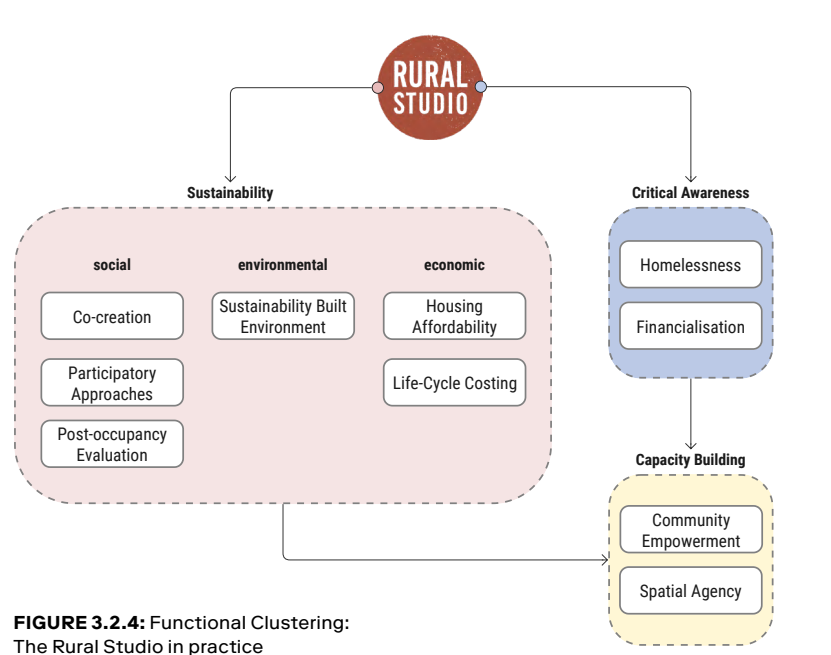 RURAL
STUDIO
Sustainability
Critical Awareness
social
environmental
economic
Co-creation
Participatory
Approaches
Post-occupancy
Evaluation
Sustainability Built
Environment
Housing
Affordability
Life-Cycle Costing
Homelessness
Financialisation
Capacity Building
Community
Empowerment
Spatial Agency
FIGURE 3.2.4: Functional Clustering:
The Rural Studio in practice